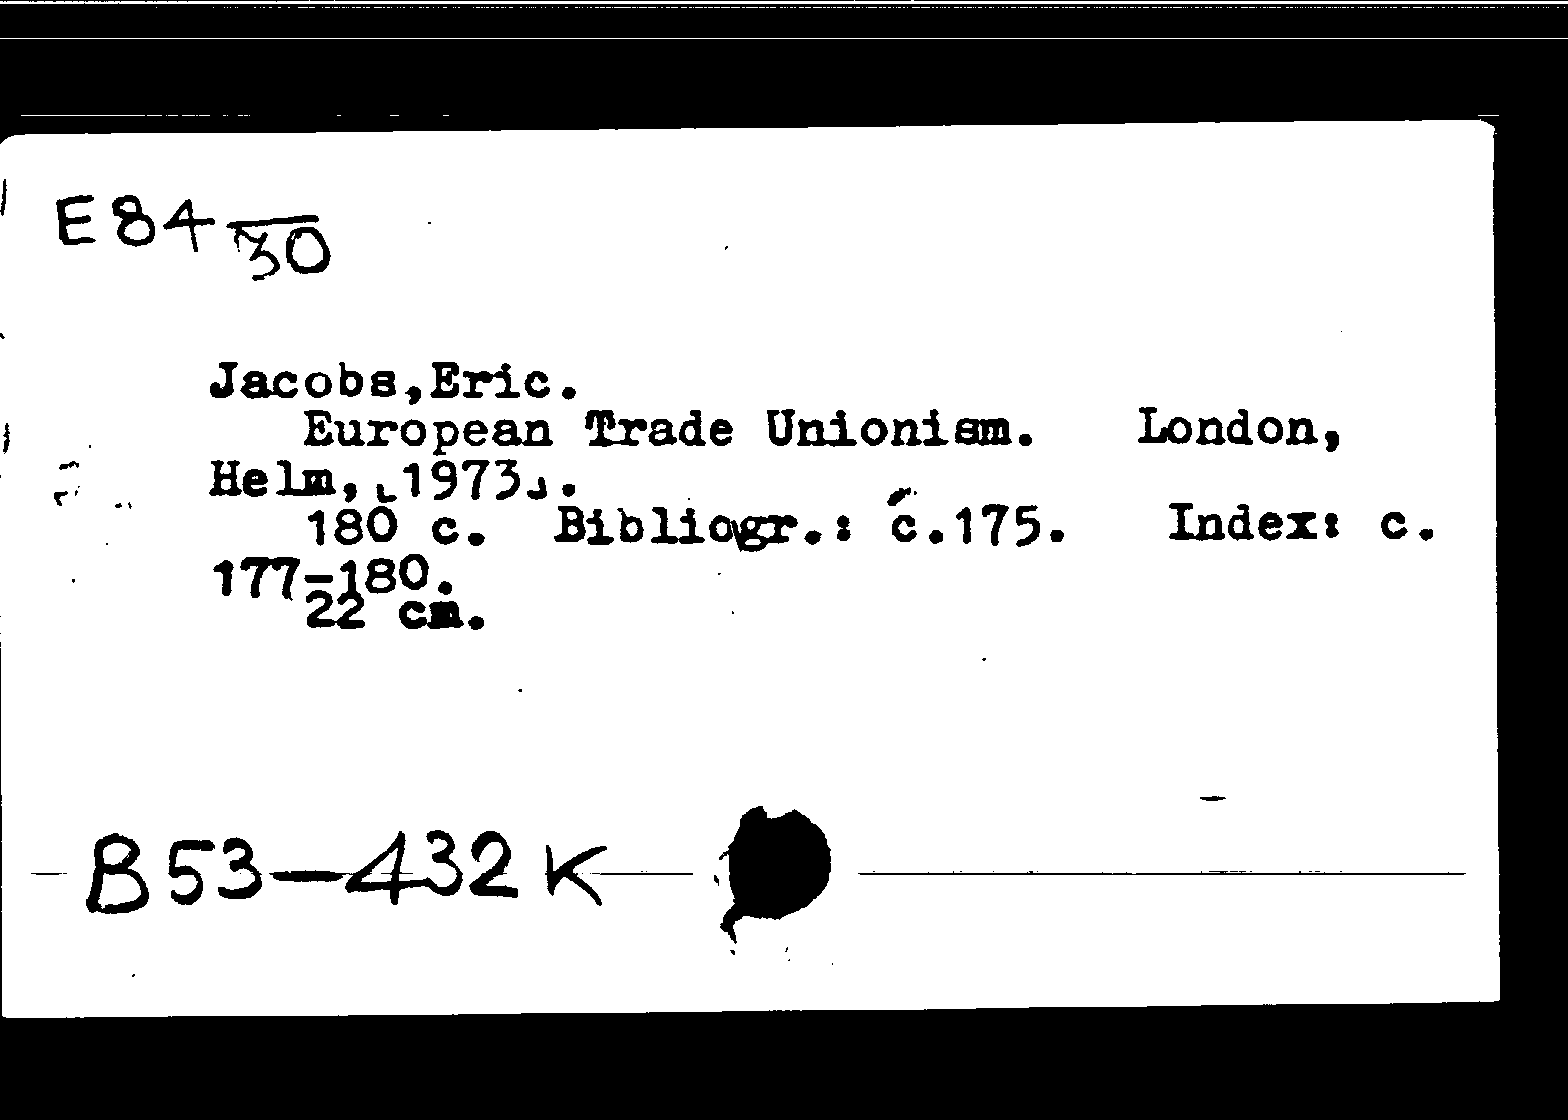 E84 30
Jacobs,Eric.
European Trade Unionism. London,
Helm,⌞1973⌟.
180 c. Bibliogr.: c.175. Index: c.
177-180.
22 cm.
B53-432K